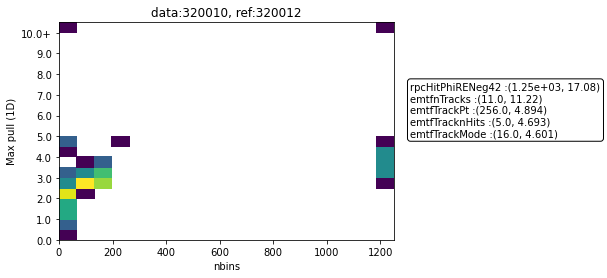 data:320010, ref:320012
Max pull (1D)
10.0+
9.0
8.0
7.0
6.0
5.0
4.0
3.0
2.0
1.0
0.0
0
200
400
600
800
1000
1200
nbins
rpcHitPhiRENeg42 :(1.25e+03, 17.08)
emtfnTracks :(11.0, 11.22)
emtfTrackPt :(256.0, 4.894)
emtfTracknHits :(5.0, 4.693)
emtfTrackMode :(16.0, 4.601)